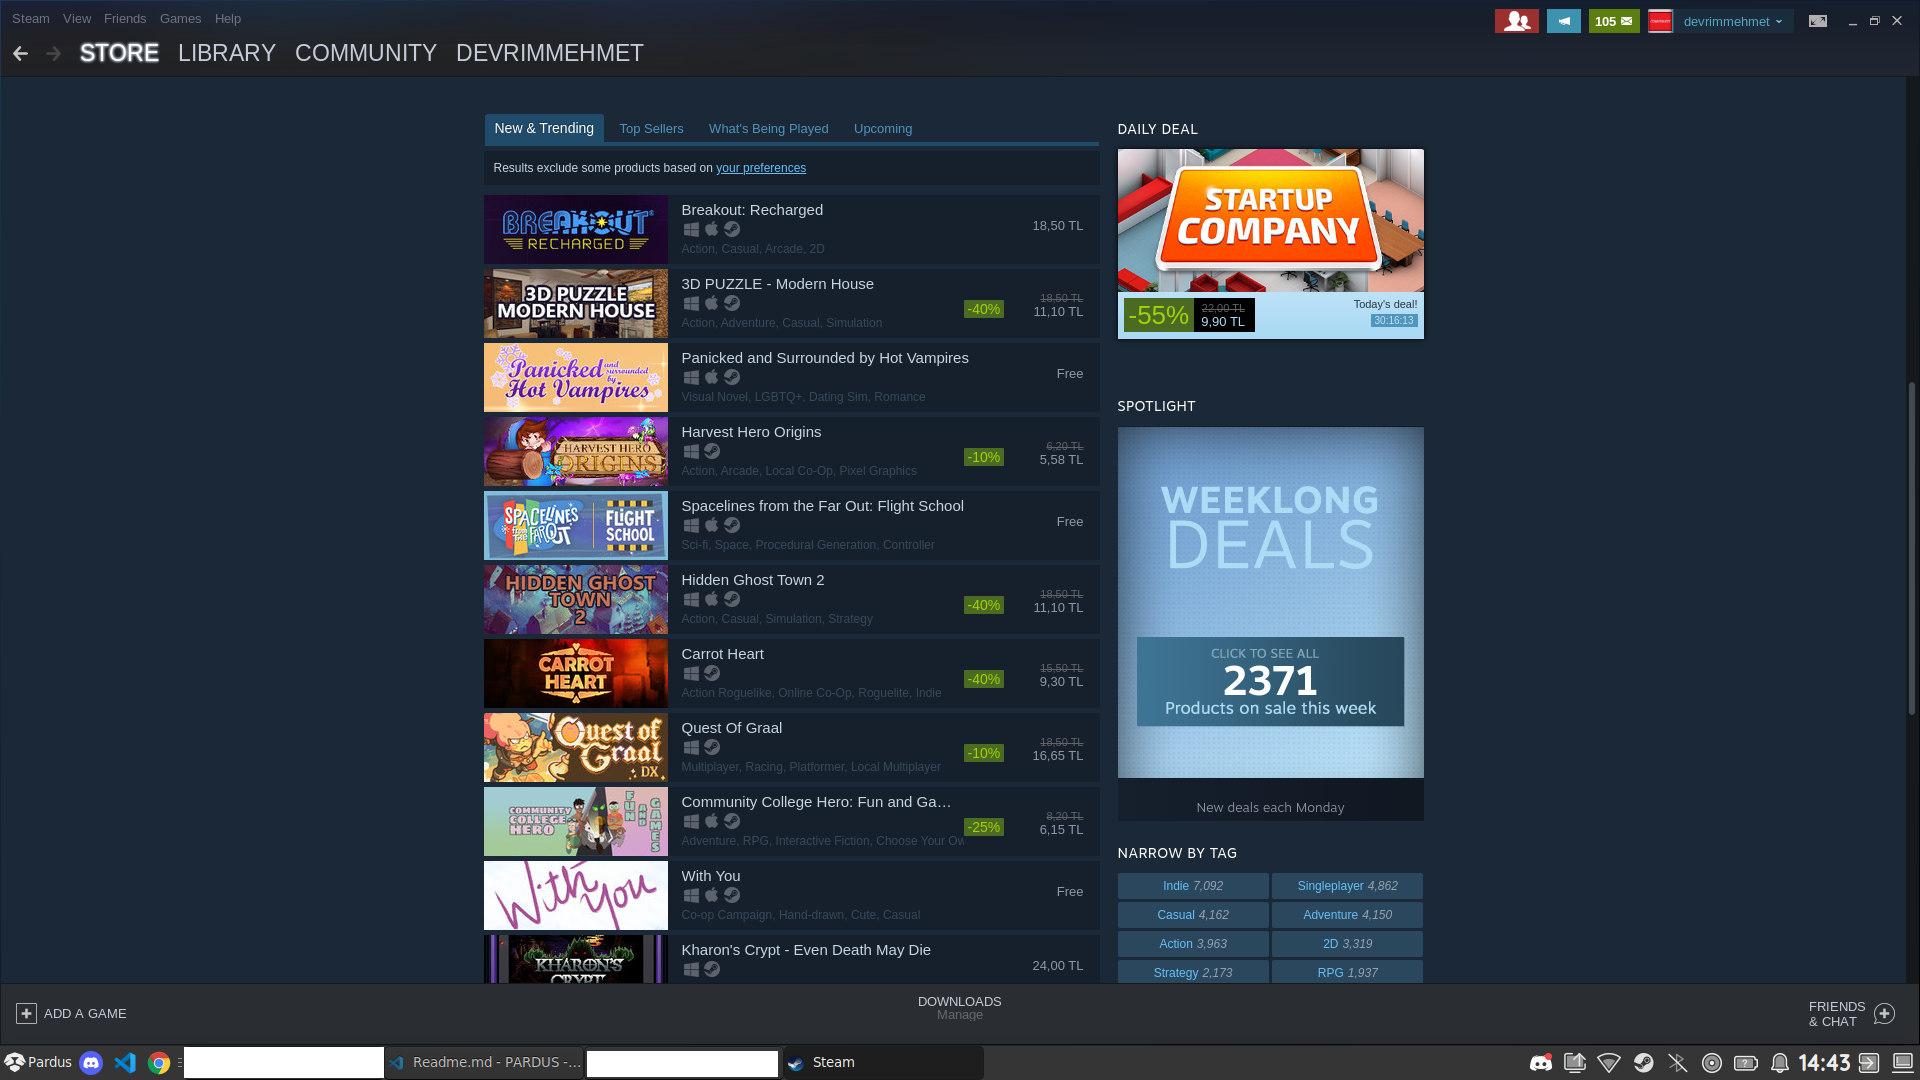 Steam View Friends Games Help
105
devrimmehmet
STORE LIBRARY COMMUNITY DEVRIMMEHMET
New & Trending Top Sellers What's Being Played Upcoming
Results exclude some products based on your preferences
BREAKOUT
RECHARGED
Breakout: Recharged
Action, Casual, Arcade, 2D
18,50 TL
3D PUZZLE
MODERN HOUSE
3D PUZZLE - Modern House
Action, Adventure, Casual, Simulation
-40%
18,50 TL
11,10 TL
Panicked and surrounded by
Hot Vampires
Panicked and Surrounded by Hot Vampires
Visual Novel, LGBTQ+, Dating Sim, Romance
Free
HARVEST HERO
ORIGINS
Harvest Hero Origins
Action, Arcade, Local Co-Op, Pixel Graphics
-10%
6,20 TL
5,58 TL
SPACELINES
from the FAR OUT
FLIGHT
SCHOOL
Spacelines from the Far Out: Flight School
Sci-fi, Space, Procedural Generation, Controller
Free
HIDDEN GHOST
TOWN
2
Hidden Ghost Town 2
Action, Casual, Simulation, Strategy
-40%
18,50 TL
11,10 TL
CARROT
HEART
Carrot Heart
Action Roguelike, Online Co-Op, Roguelite, Indie
-40%
15,50 TL
9,30 TL
Quest of
Graal
DX
Quest Of Graal
Multiplayer, Racing, Platformer, Local Multiplayer
-10%
18,50 TL
16,65 TL
COMMUNITY
COLLEGE
HERO
FUN
AND
GAMES
Community College Hero: Fun and Ga…
Adventure, RPG, Interactive Fiction, Choose Your Ow
-25%
8,20 TL
6,15 TL
With You
With You
Co-op Campaign, Hand-drawn, Cute, Casual
Free
KHARON'S
CRYPT
Kharon's Crypt - Even Death May Die
24,00 TL
DAILY DEAL
STARTUP
COMPANY
-55%
22,00 TL
9,90 TL
Today's deal!
30:16:13
SPOTLIGHT
WEEKLONG
DEALS
CLICK TO SEE ALL
2371
Products on sale this week
New deals each Monday
NARROW BY TAG
Indie 7,092 Singleplayer 4,862
Casual 4,162 Adventure 4,150
Action 3,963 2D 3,319
Strategy 2,173 RPG 1,937
ADD A GAME
DOWNLOADS
Manage
FRIENDS
& CHAT
Pardus
Readme.md - PARDUS -...
Steam
14:43